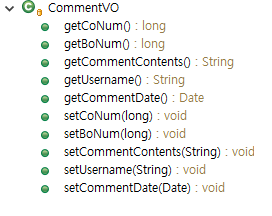 CommentVO
getCoNum() : long
getBoNum() : long
getCommentContents() : String
getUsername() : String
getCommentDate() : Date
setCoNum(long) : void
setBoNum(long) : void
setCommentContents(String) : void
setUsername(String) : void
setCommentDate(Date) : void